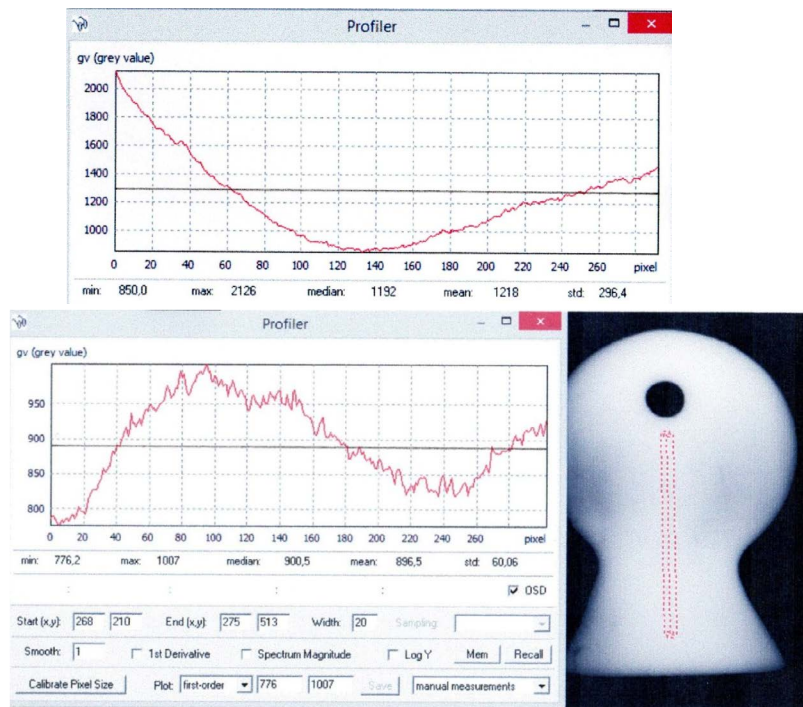 Profiler
gv (grey value)
2000
1800
1600
1400
1200
1000
0 20 40 60 80 100 120 140 160 180 200 220 240 260 pixel
min: 850,0 max: 2126 median: 1192 mean: 1218 std: 296,4
Profiler
gv (grey value)
950
900
850
800
0 20 40 60 80 100 120 140 160 180 200 220 240 260 pixel
min: 776,2 max: 1007 median: 900,5 mean: 896,5 std: 60,06
: : : : OSD
Start (x,y): 268 210 End (x,y): 275 513 Width: 20 Sampling:
Smooth: 1 1st Derivative Spectrum Magnitude Log Y Mem Recall
Calibrate Pixel Size Plot: first-order 776 1007 Save manual measurements